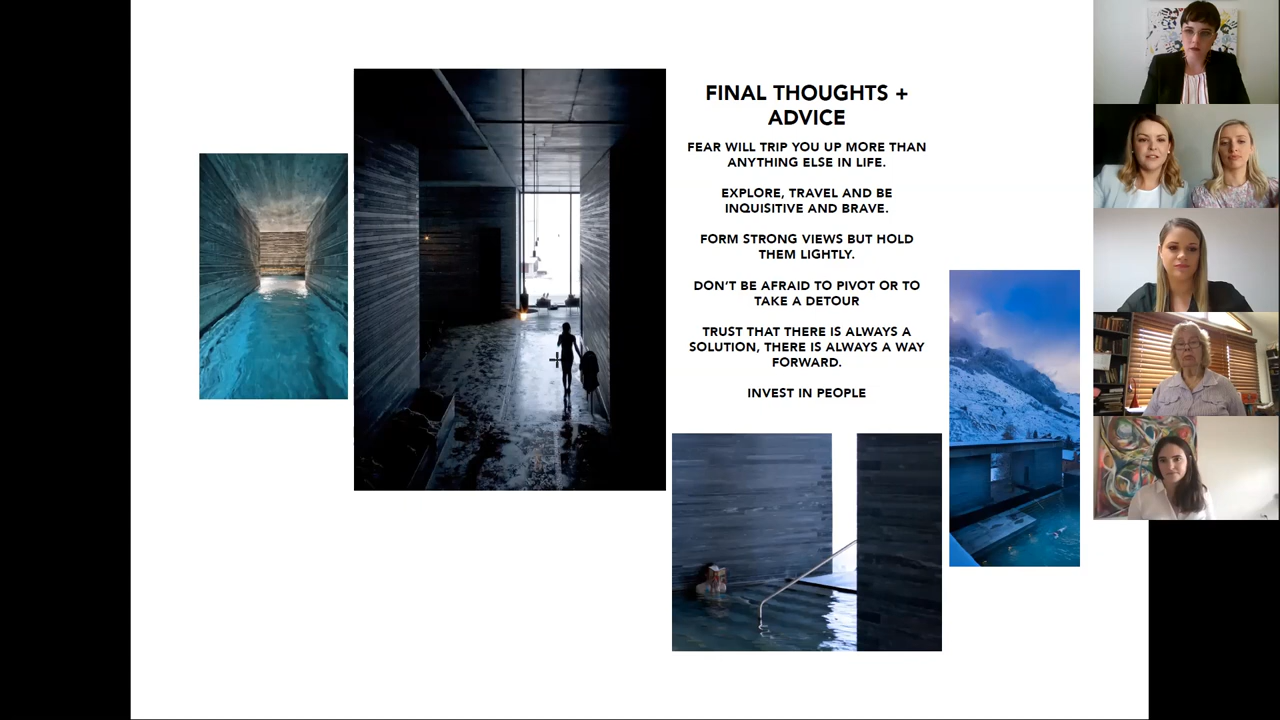 FINAL THOUGHTS +
ADVICE
FEAR WILL TRIP YOU UP MORE THAN
ANYTHING ELSE IN LIFE.
EXPLORE, TRAVEL AND BE
INQUISITIVE AND BRAVE.
FORM STRONG VIEWS BUT HOLD
THEM LIGHTLY.
DON'T BE AFRAID TO PIVOT OR TO
TAKE A DETOUR
TRUST THAT THERE IS ALWAYS A
SOLUTION, THERE IS ALWAYS A WAY
FORWARD.
INVEST IN PEOPLE